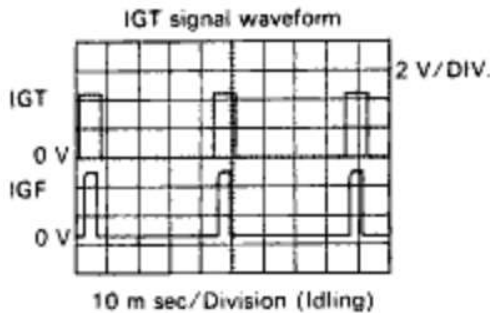 IGT signal waveform
2 V/DIV.
IGT
0 V
IGF
0 V
10 m sec/Division (Idling)